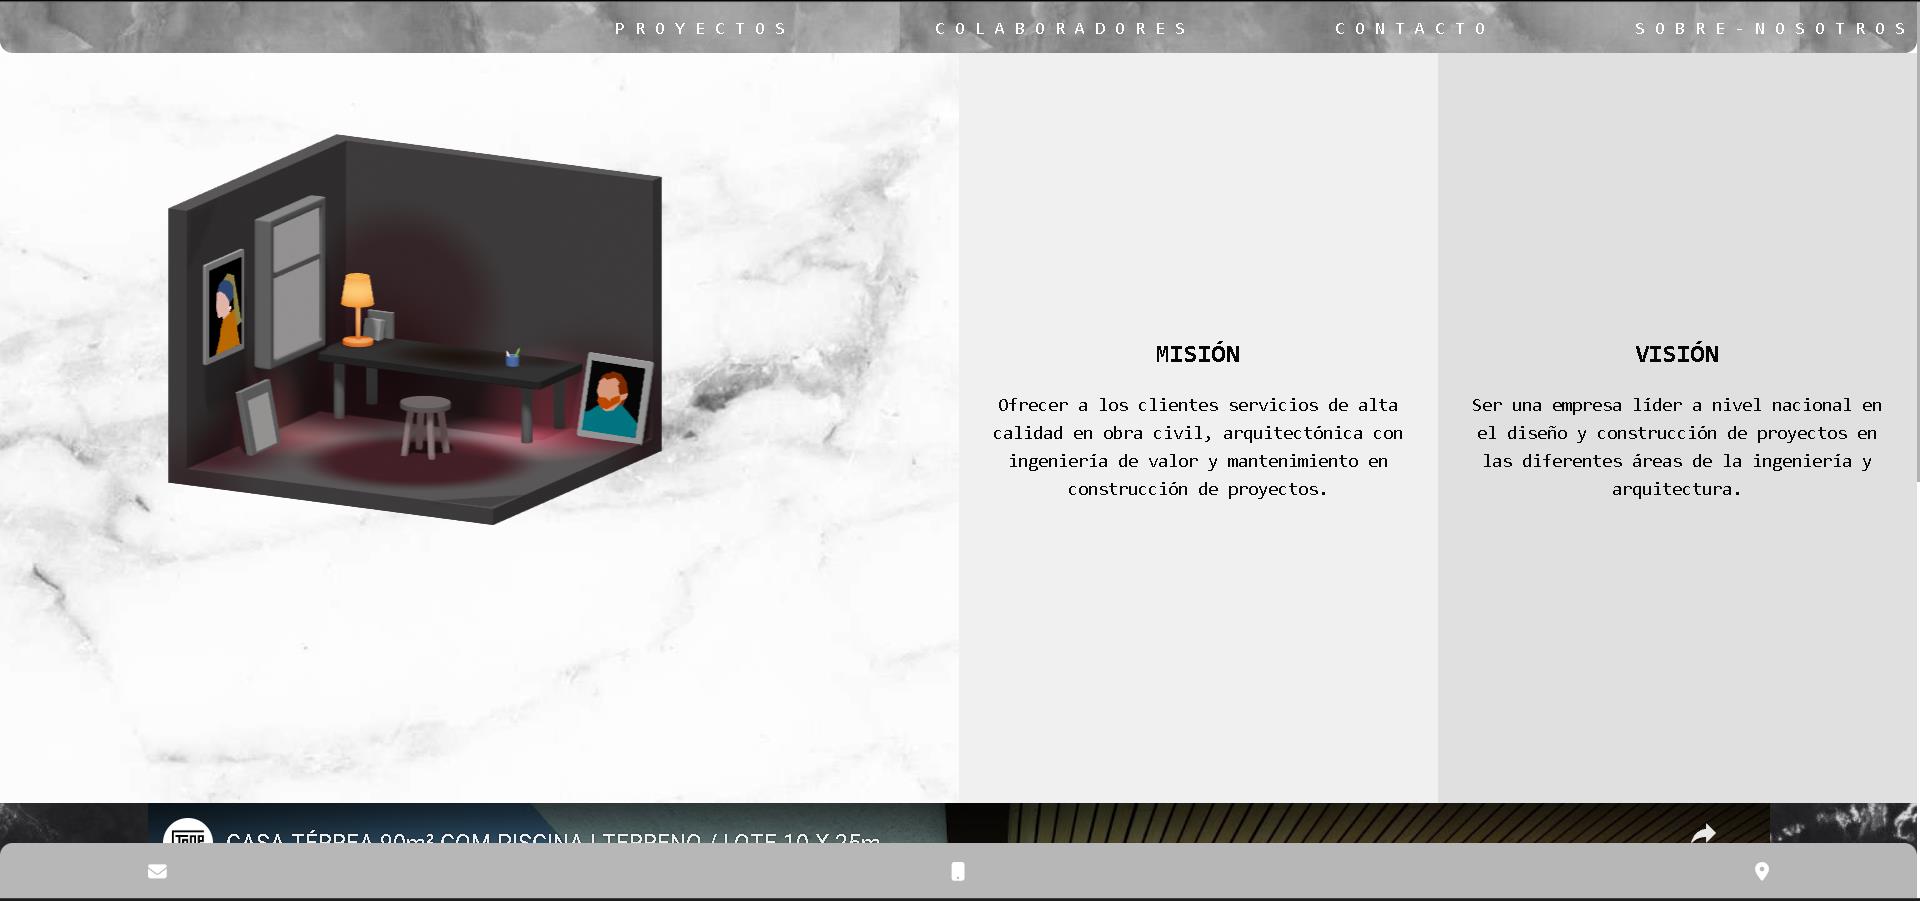 PROYECTOS COLABORADORES CONTACTO SOBRE-NOSOTROS
MISIÓN
Ofrecer a los clientes servicios de alta
calidad en obra civil, arquitectónica con
ingeniería de valor y mantenimiento en
construcción de proyectos.
VISIÓN
Ser una empresa líder a nivel nacional en
el diseño y construcción de proyectos en
las diferentes áreas de la ingeniería y
arquitectura.
CASA TÉRREA 90m² COM PISCINA | TERRENO / LOTE 10 X 25m